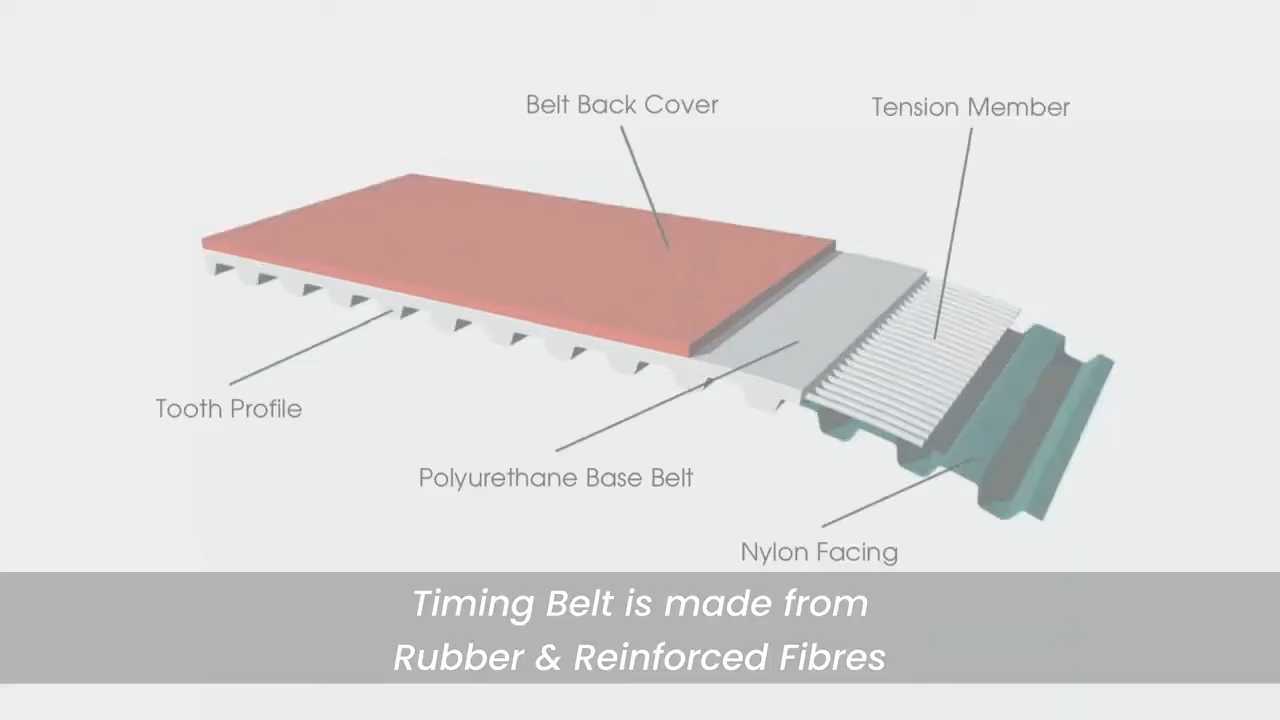 Belt Back Cover
Tension Member
Tooth Profile
Polyurethane Base Belt
Nylon Facing
Timing Belt is made from
Rubber & Reinforced Fibres